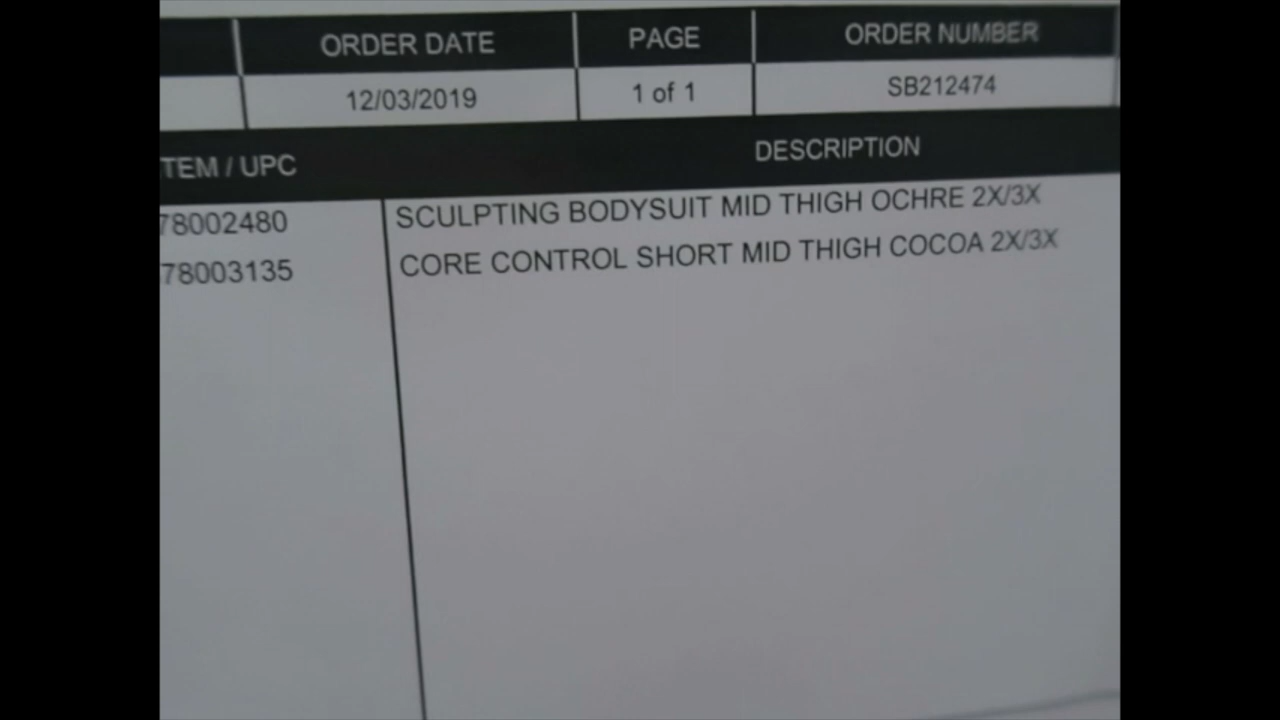 ORDER DATE PAGE ORDER NUMBER
12/03/2019 1 of 1 SB212474
TEM / UPC DESCRIPTION
78002480 SCULPTING BODYSUIT MID THIGH OCHRE 2X/3X
78003135 CORE CONTROL SHORT MID THIGH COCOA 2X/3X